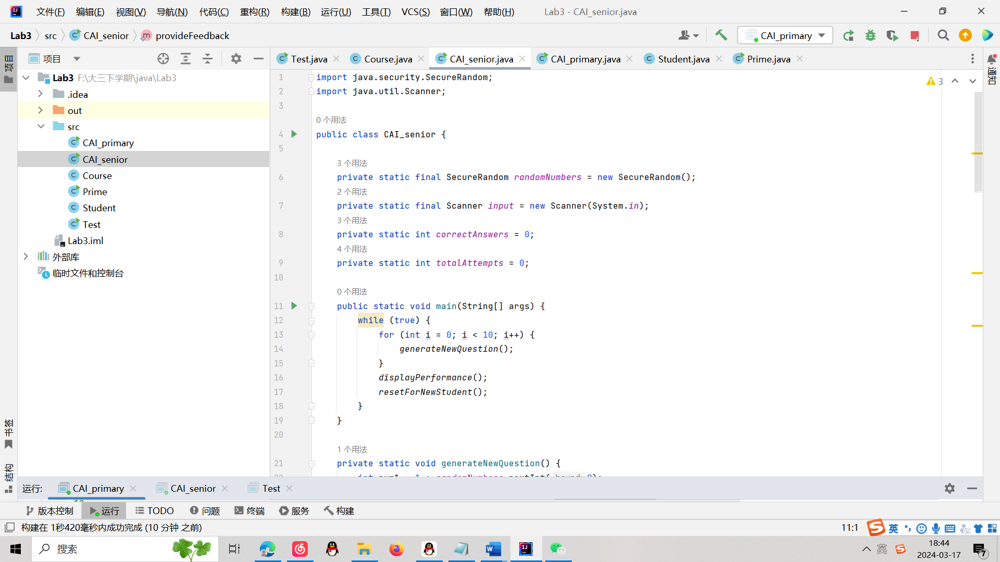 文件(F) 编辑(E) 视图(V) 导航(N) 代码(C) 重构(R) 构建(B) 运行(U) 工具(T) VCS(S) 窗口(W) 帮助(H) Lab3 - CAI_senior.java
Lab3 src CAI_senior provideFeedback CAI_primary
项目 Test.java Course.java CAI_senior.java CAI_primary.java Student.java Prime.java
项目
通知
Lab3 F:\大三下学期\java\Lab3
.idea
out
src
CAI_primary
CAI_senior
Course
Prime
Student
Test
Lab3.iml
外部库
临时文件和控制台
3
1 import java.security.SecureRandom;
2 import java.util.Scanner;
3
0 个用法
4 public class CAI_senior {
5
3 个用法
6 private static final SecureRandom randomNumbers = new SecureRandom();
2 个用法
7 private static final Scanner input = new Scanner(System.in);
3 个用法
8 private static int correctAnswers = 0;
4 个用法
9 private static int totalAttempts = 0;
10
0 个用法
11 public static void main(String[] args) {
12 while (true) {
13 for (int i = 0; i < 10; i++) {
14 generateNewQuestion();
15 }
16 displayPerformance();
17 resetForNewStudent();
18 }
19 }
20
1 个用法
21 private static void generateNewQuestion() {
书签
结构
运行: CAI_primary CAI_senior Test
版本控制 运行 TODO 问题 终端 服务 构建
构建在 1秒420毫秒内成功完成 (10 分钟 之前) 11:1 英
搜索 英 18:44
2024-03-17 7